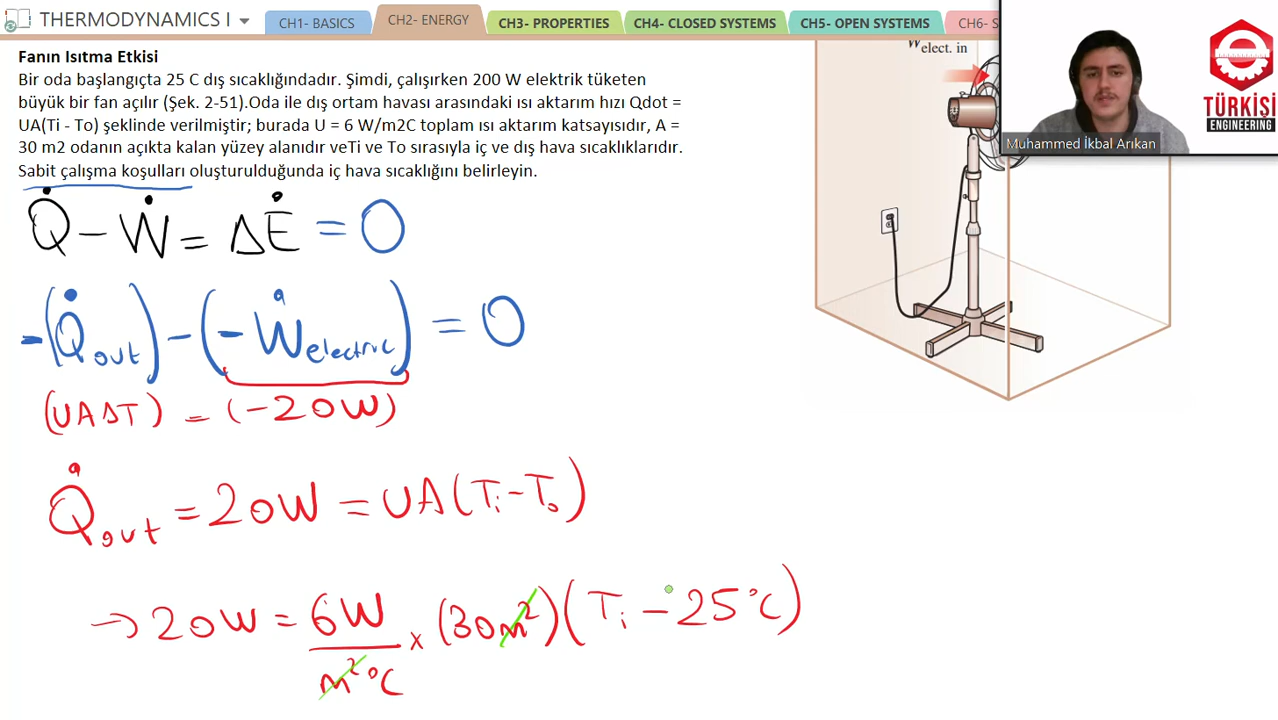 THERMODYNAMICS I
CH1- BASICS
CH2- ENERGY
CH3- PROPERTIES
CH4- CLOSED SYSTEMS
CH5- OPEN SYSTEMS
CH6- S
Fanın Isıtma Etkisi
Bir oda başlangıçta 25 C dış sıcaklığındadır. Şimdi, çalışırken 200 W elektrik tüketen
büyük bir fan açılır (Şek. 2-51).Oda ile dış ortam havası arasındaki ısı aktarım hızı Qdot =
UA(Ti - To) şeklinde verilmiştir; burada U = 6 W/m2C toplam ısı aktarım katsayısıdır, A =
30 m2 odanın açıkta kalan yüzey alanıdır veTi ve To sırasıyla iç ve dış hava sıcaklıklarıdır.
Sabit çalışma koşulları oluşturulduğunda iç hava sıcaklığını belirleyin.
Ẇelect. in
TÜRKİŞİ
ENGINEERING
Muhammed İkbal Arıkan
Q̇ - Ẇ = ΔĖ = 0
-(Q̇out) - (-Ẇelectric) = 0
(UAΔT) = (-20W)
Q̇out = 20W = UA(Ti - To)
→ 20W = 6W/m²°C × (30m²)(Ti - 25°C)